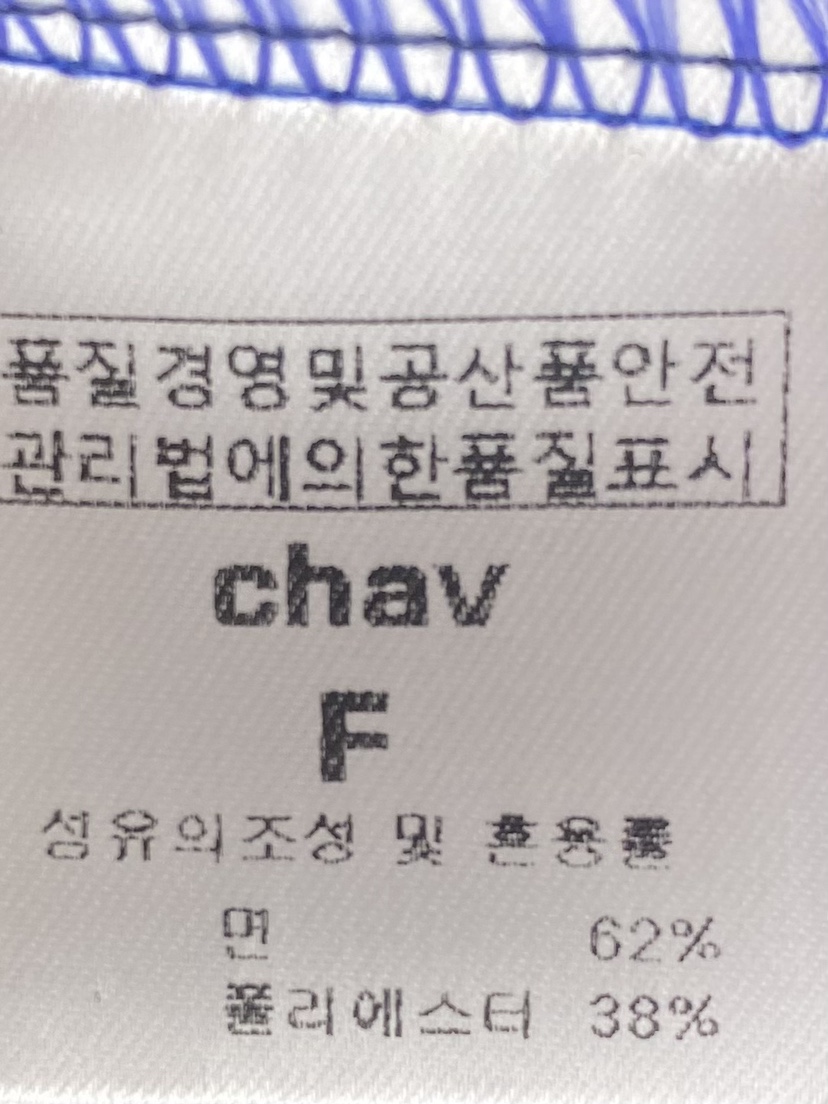 품질경영및공산품안전
관리법에의한품질표시
chav
F
섬유의조성 및 혼용률
면 62%
폴리에스터 38%